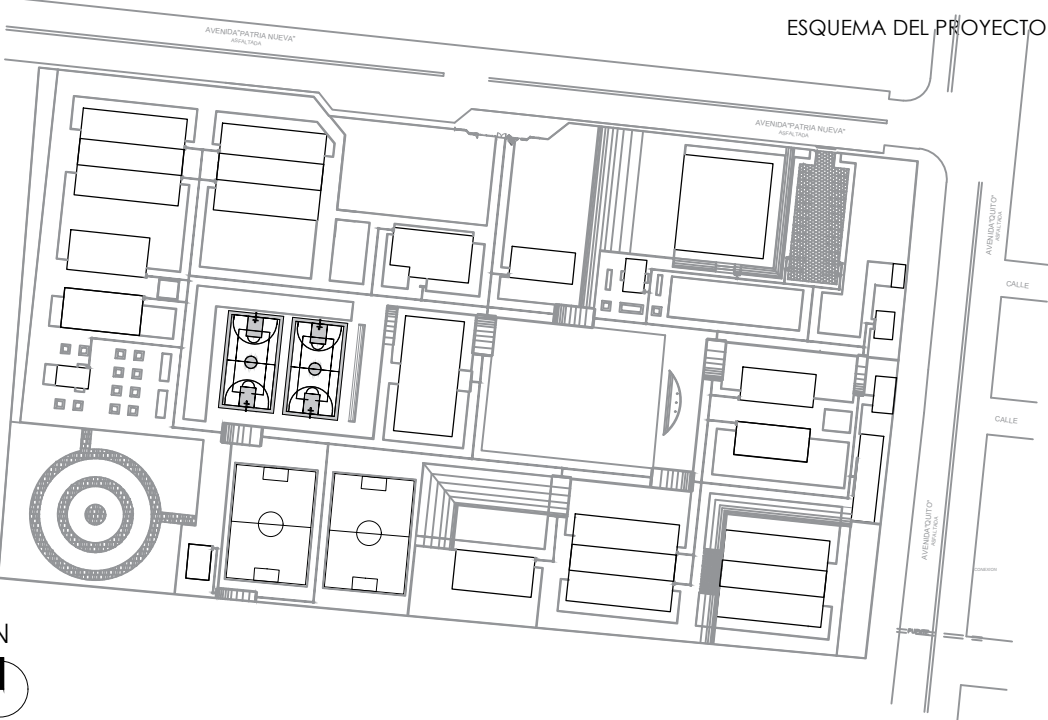 ESQUEMA DEL PROYECTO
AVENIDA"PATRIA NUEVA"
ASFALTADA
AVENIDA"PATRIA NUEVA"
ASFALTADA
AVENIDA"QUITO"
ASFALTADA
CALLE
CALLE
AVENIDA"QUITO"
ASFALTADA
N